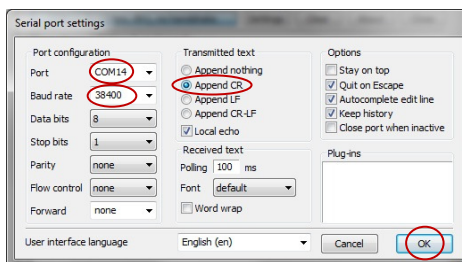 Serial port settings
Port configuration
Port COM14
Baud rate 38400
Data bits 8
Stop bits 1
Parity none
Flow control none
Forward none
Transmitted text
Append nothing
Append CR
Append LF
Append CR-LF
Local echo
Received text
Polling 100 ms
Font default
Word wrap
Options
Stay on top
Quit on Escape
Autocomplete edit line
Keep history
Close port when inactive
Plug-ins
User interface language English (en)
Cancel OK